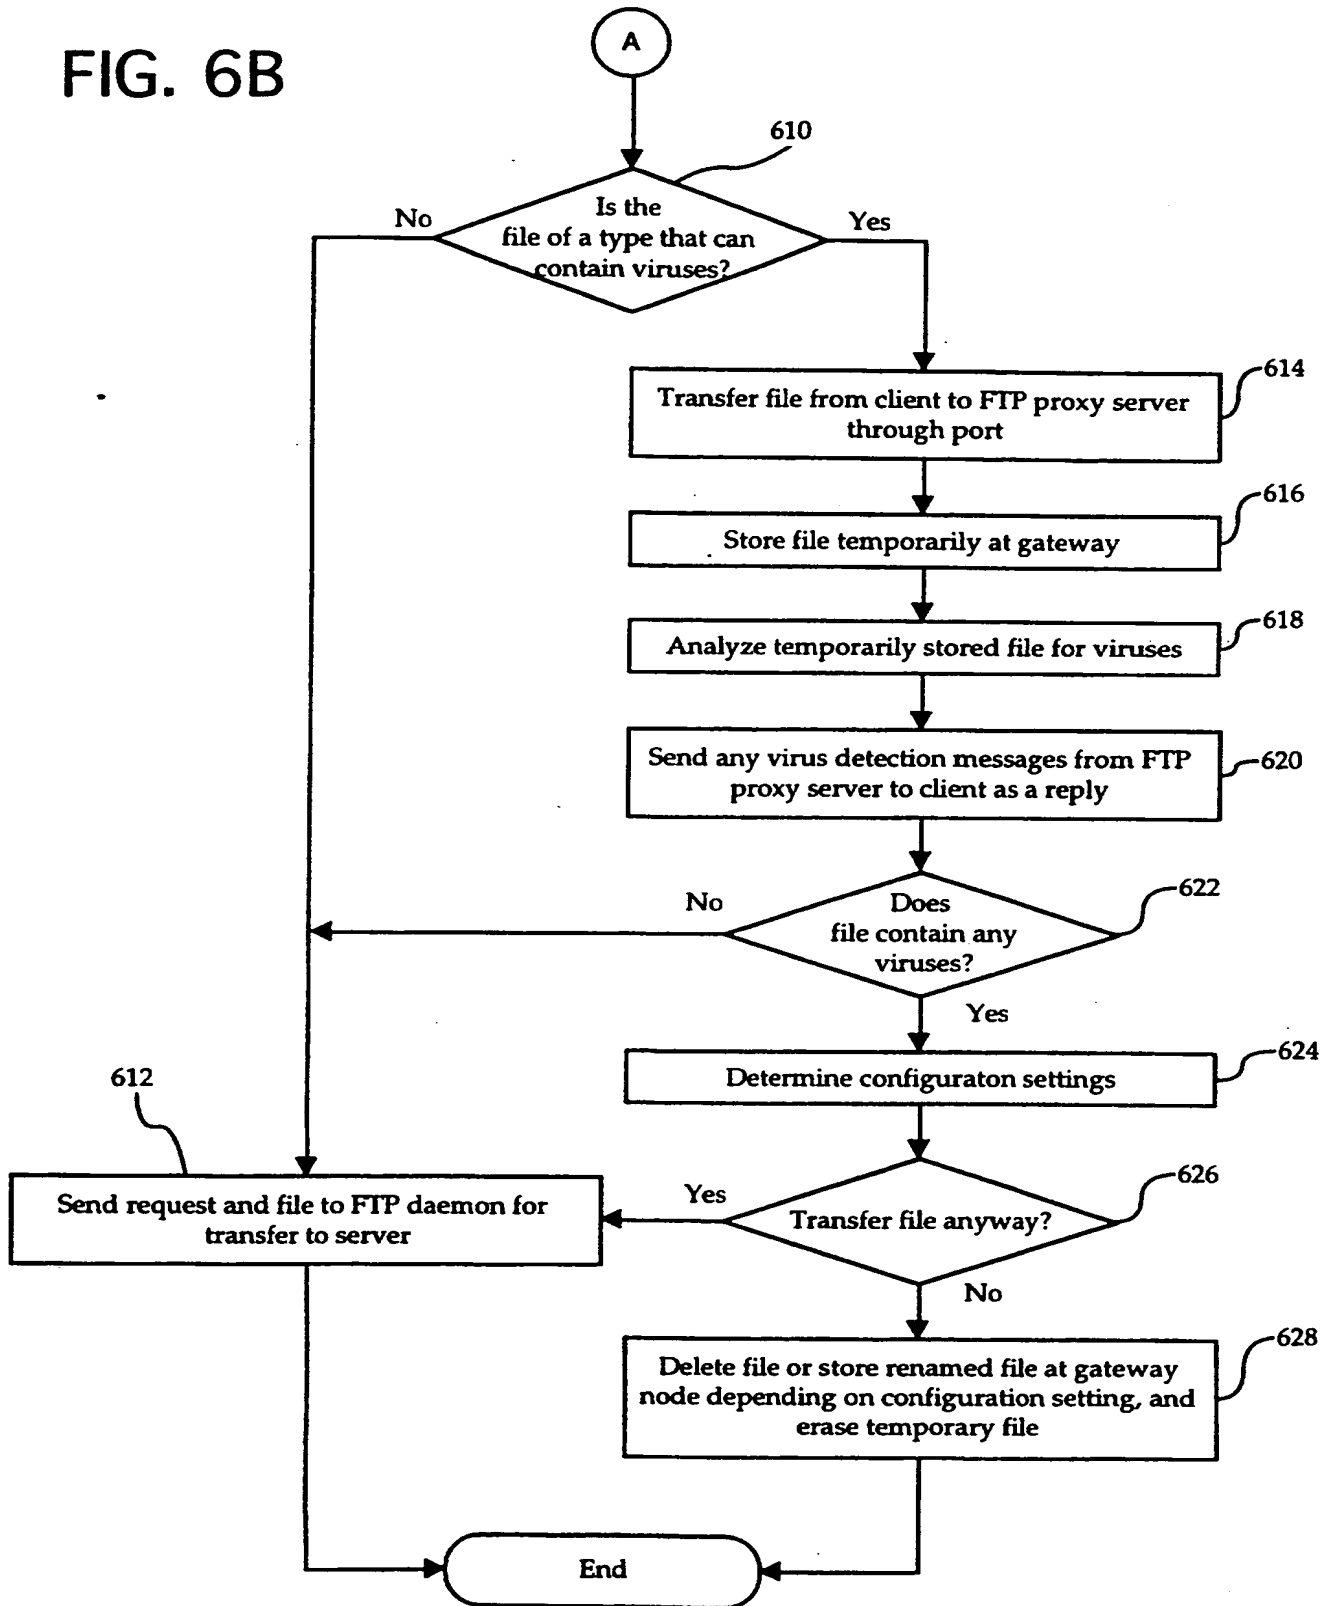 FIG. 6B
A
610
Is the
file of a type that can
contain viruses?
No
Yes
614
Transfer file from client to FTP proxy server
through port
616
Store file temporarily at gateway
618
Analyze temporarily stored file for viruses
620
Send any virus detection messages from FTP
proxy server to client as a reply
622
Does
file contain any
viruses?
No
Yes
624
Determine configuraton settings
612
Send request and file to FTP daemon for
transfer to server
626
Transfer file anyway?
Yes
No
628
Delete file or store renamed file at gateway
node depending on configuration setting, and
erase temporary file
End